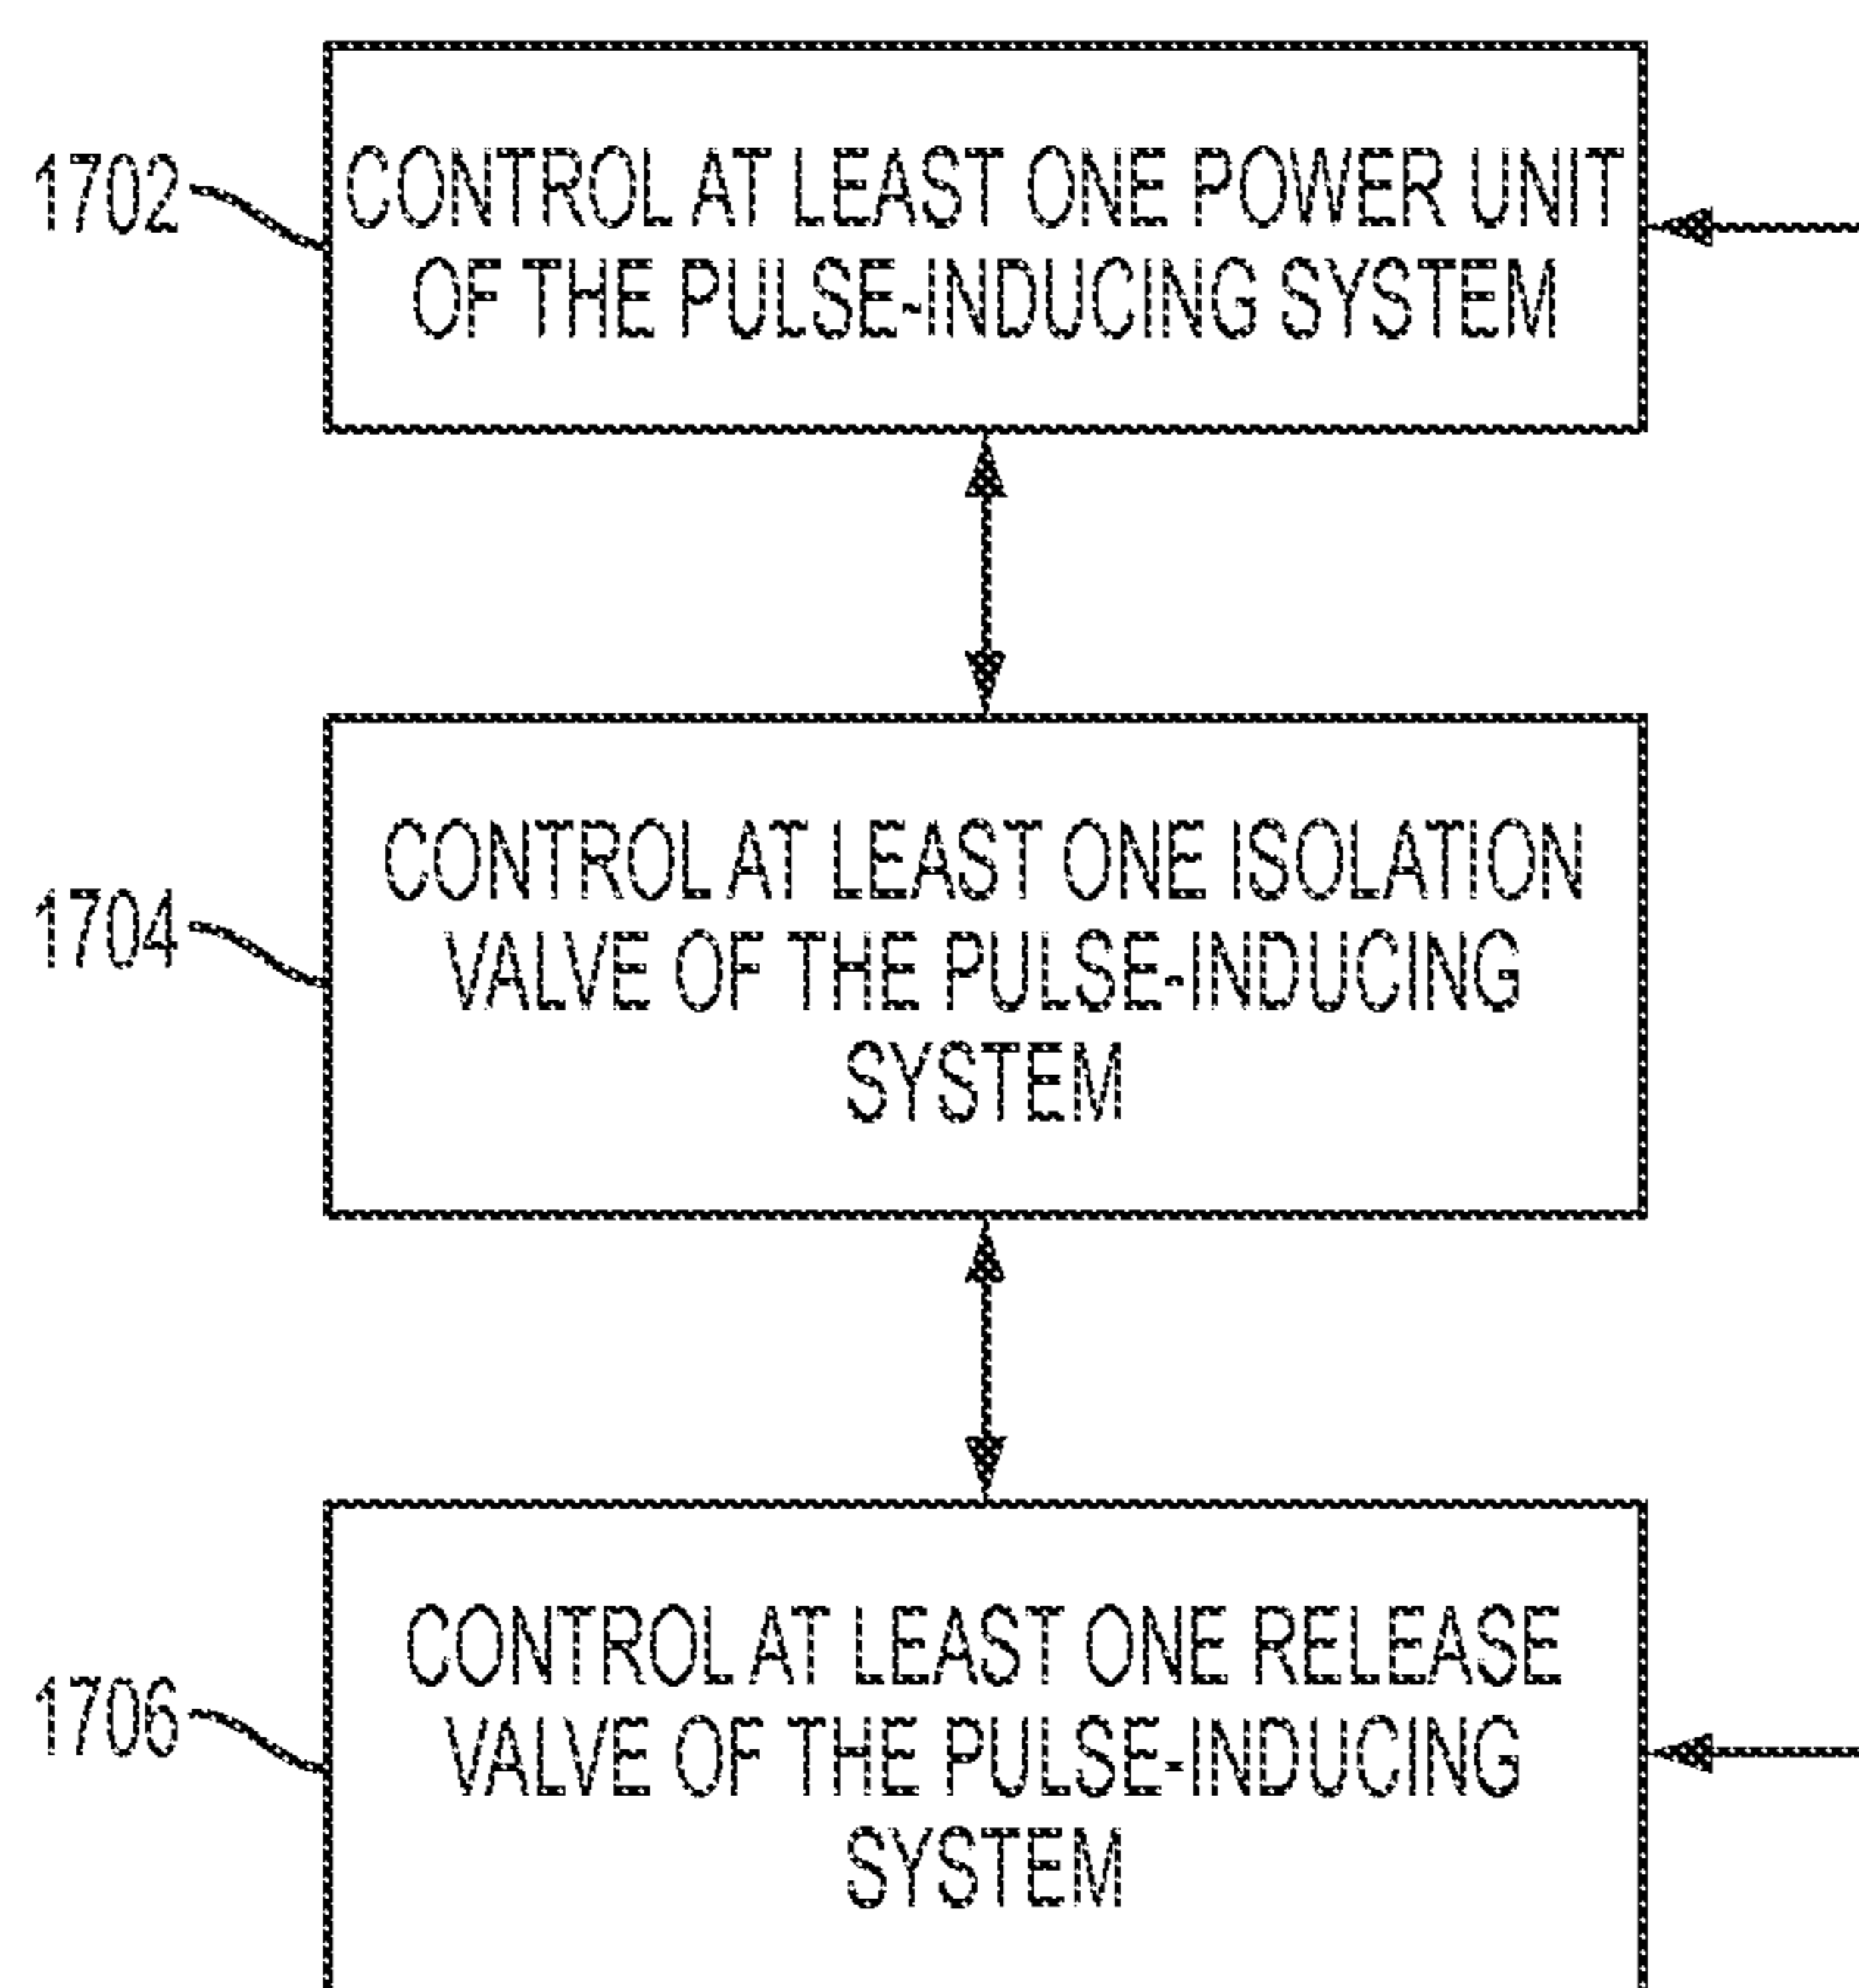 1702
CONTROL AT LEAST ONE POWER UNIT
OF THE PULSE-INDUCING SYSTEM
1704
CONTROL AT LEAST ONE ISOLATION
VALVE OF THE PULSE-INDUCING
SYSTEM
1706
CONTROL AT LEAST ONE RELEASE
VALVE OF THE PULSE-INDUCING
SYSTEM